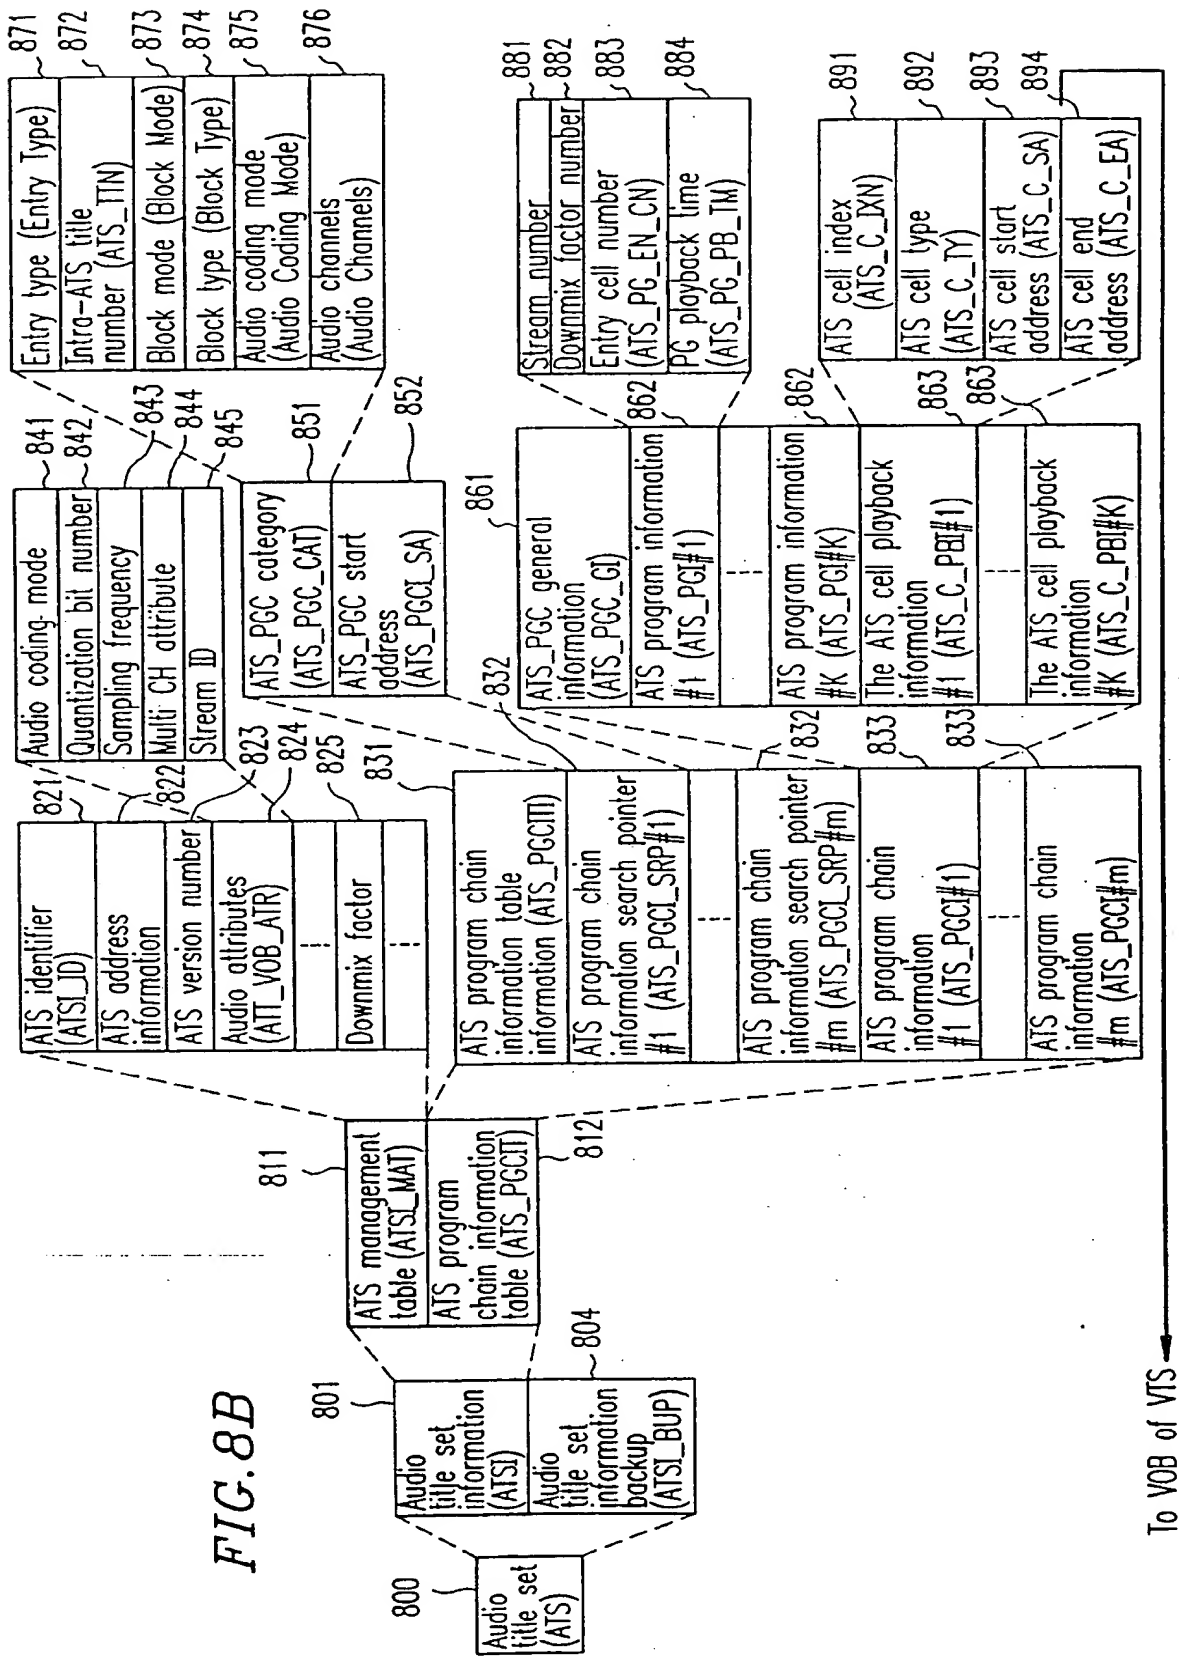 FIG.8B
800
Audio
title set
(ATS)
801
Audio
title set
information
(ATSI)
804
Audio
title set
information
backup
(ATSI_BUP)
811
ATS management
table (ATSI_MAT)
ATS program
chain information
table (ATS_PGCIT)
812
821
ATS identifier
(ATSI_ID)
822
ATS address
information
823
ATS version number
824
Audio attributes
(ATT_VOB_ATR)
825
Downmix factor
831
ATS program chain
information table
information (ATS_PGCITI)
832
ATS program chain
information search pointer
#1 (ATS_PGCI_SRP#1)
832
ATS program chain
information search pointer
#m (ATS_PGCI_SRP#m)
833
ATS program chain
information
#1 (ATS_PGCI#1)
833
ATS program chain
information
#m (ATS_PGCI#m)
841
Audio coding-mode
842
Quantization bit number
843
Sampling frequency
844
Multi CH attribute
845
Stream ID
851
ATS_PGC category
(ATS_PGC_CAT)
852
ATS_PGC start
address
(ATS_PGCI_SA)
861
ATS_PGC general
information
(ATS_PGC_GI)
862
ATS program information
#1 (ATS_PGI#1)
862
ATS program information
#K (ATS_PGI#K)
863
The ATS cell playback
information
#1 (ATS_C_PBI#1)
863
The ATS cell playback
information
#K (ATS_C_PBI#K)
871
Entry type (Entry Type)
872
Intra-ATS title
number (ATS_TTN)
873
Block mode (Block Mode)
874
Block type (Block Type)
875
Audio coding mode
(Audio Coding Mode)
876
Audio channels
(Audio Channels)
881
Stream number
882
Downmix factor number
883
Entry cell number
(ATS_PG_EN_CN)
884
PG playback time
(ATS_PG_PB_TM)
891
ATS cell index
(ATS_C_IXN)
892
ATS cell type
(ATS_C_TY)
893
ATS cell start
address (ATS_C_SA)
894
ATS cell end
address (ATS_C_EA)
To VOB of VTS